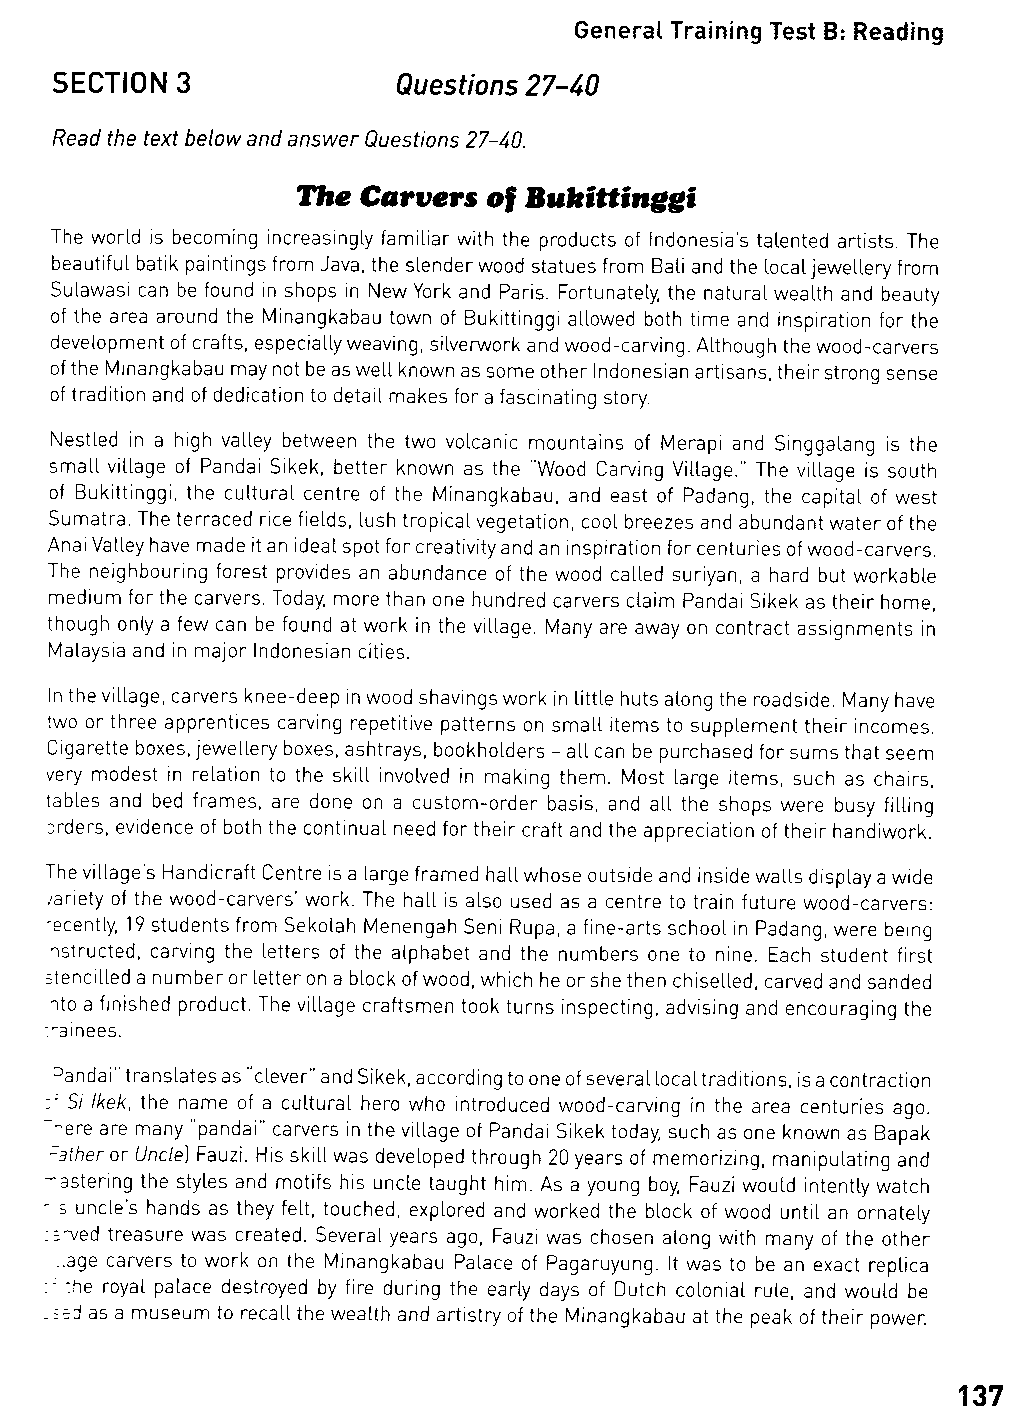 General Training Test B: Reading
SECTION 3 Questions 27–40
Read the text below and answer Questions 27–40.
The Carvers of Bukittinggi
The world is becoming increasingly familiar with the products of Indonesia's talented artists. The
beautiful batik paintings from Java, the slender wood statues from Bali and the local jewellery from
Sulawasi can be found in shops in New York and Paris. Fortunately, the natural wealth and beauty
of the area around the Minangkabau town of Bukittinggi allowed both time and inspiration for the
development of crafts, especially weaving, silverwork and wood-carving. Although the wood-carvers
of the Minangkabau may not be as well known as some other Indonesian artisans, their strong sense
of tradition and of dedication to detail makes for a fascinating story.
Nestled in a high valley between the two volcanic mountains of Merapi and Singgalang is the
small village of Pandai Sikek, better known as the "Wood Carving Village." The village is south
of Bukittinggi, the cultural centre of the Minangkabau, and east of Padang, the capital of west
Sumatra. The terraced rice fields, lush tropical vegetation, cool breezes and abundant water of the
Anai Valley have made it an ideal spot for creativity and an inspiration for centuries of wood-carvers.
The neighbouring forest provides an abundance of the wood called suriyan, a hard but workable
medium for the carvers. Today, more than one hundred carvers claim Pandai Sikek as their home,
though only a few can be found at work in the village. Many are away on contract assignments in
Malaysia and in major Indonesian cities.
In the village, carvers knee-deep in wood shavings work in little huts along the roadside. Many have
two or three apprentices carving repetitive patterns on small items to supplement their incomes.
Cigarette boxes, jewellery boxes, ashtrays, bookholders – all can be purchased for sums that seem
very modest in relation to the skill involved in making them. Most large items, such as chairs,
tables and bed frames, are done on a custom-order basis, and all the shops were busy filling
orders, evidence of both the continual need for their craft and the appreciation of their handiwork.
The village's Handicraft Centre is a large framed hall whose outside and inside walls display a wide
variety of the wood-carvers' work. The hall is also used as a centre to train future wood-carvers:
recently, 19 students from Sekolah Menengah Seni Rupa, a fine-arts school in Padang, were being
instructed, carving the letters of the alphabet and the numbers one to nine. Each student first
stencilled a number or letter on a block of wood, which he or she then chiselled, carved and sanded
into a finished product. The village craftsmen took turns inspecting, advising and encouraging the
trainees.
Pandai" translates as "clever" and Sikek, according to one of several local traditions, is a contraction
of Si Ikek, the name of a cultural hero who introduced wood-carving in the area centuries ago.
There are many "pandai" carvers in the village of Pandai Sikek today, such as one known as Bapak
Father or Uncle) Fauzi. His skill was developed through 20 years of memorizing, manipulating and
mastering the styles and motifs his uncle taught him. As a young boy, Fauzi would intently watch
his uncle's hands as they felt, touched, explored and worked the block of wood until an ornately
carved treasure was created. Several years ago, Fauzi was chosen along with many of the other
village carvers to work on the Minangkabau Palace of Pagaruyung. It was to be an exact replica
of the royal palace destroyed by fire during the early days of Dutch colonial rule, and would be
used as a museum to recall the wealth and artistry of the Minangkabau at the peak of their power.
137